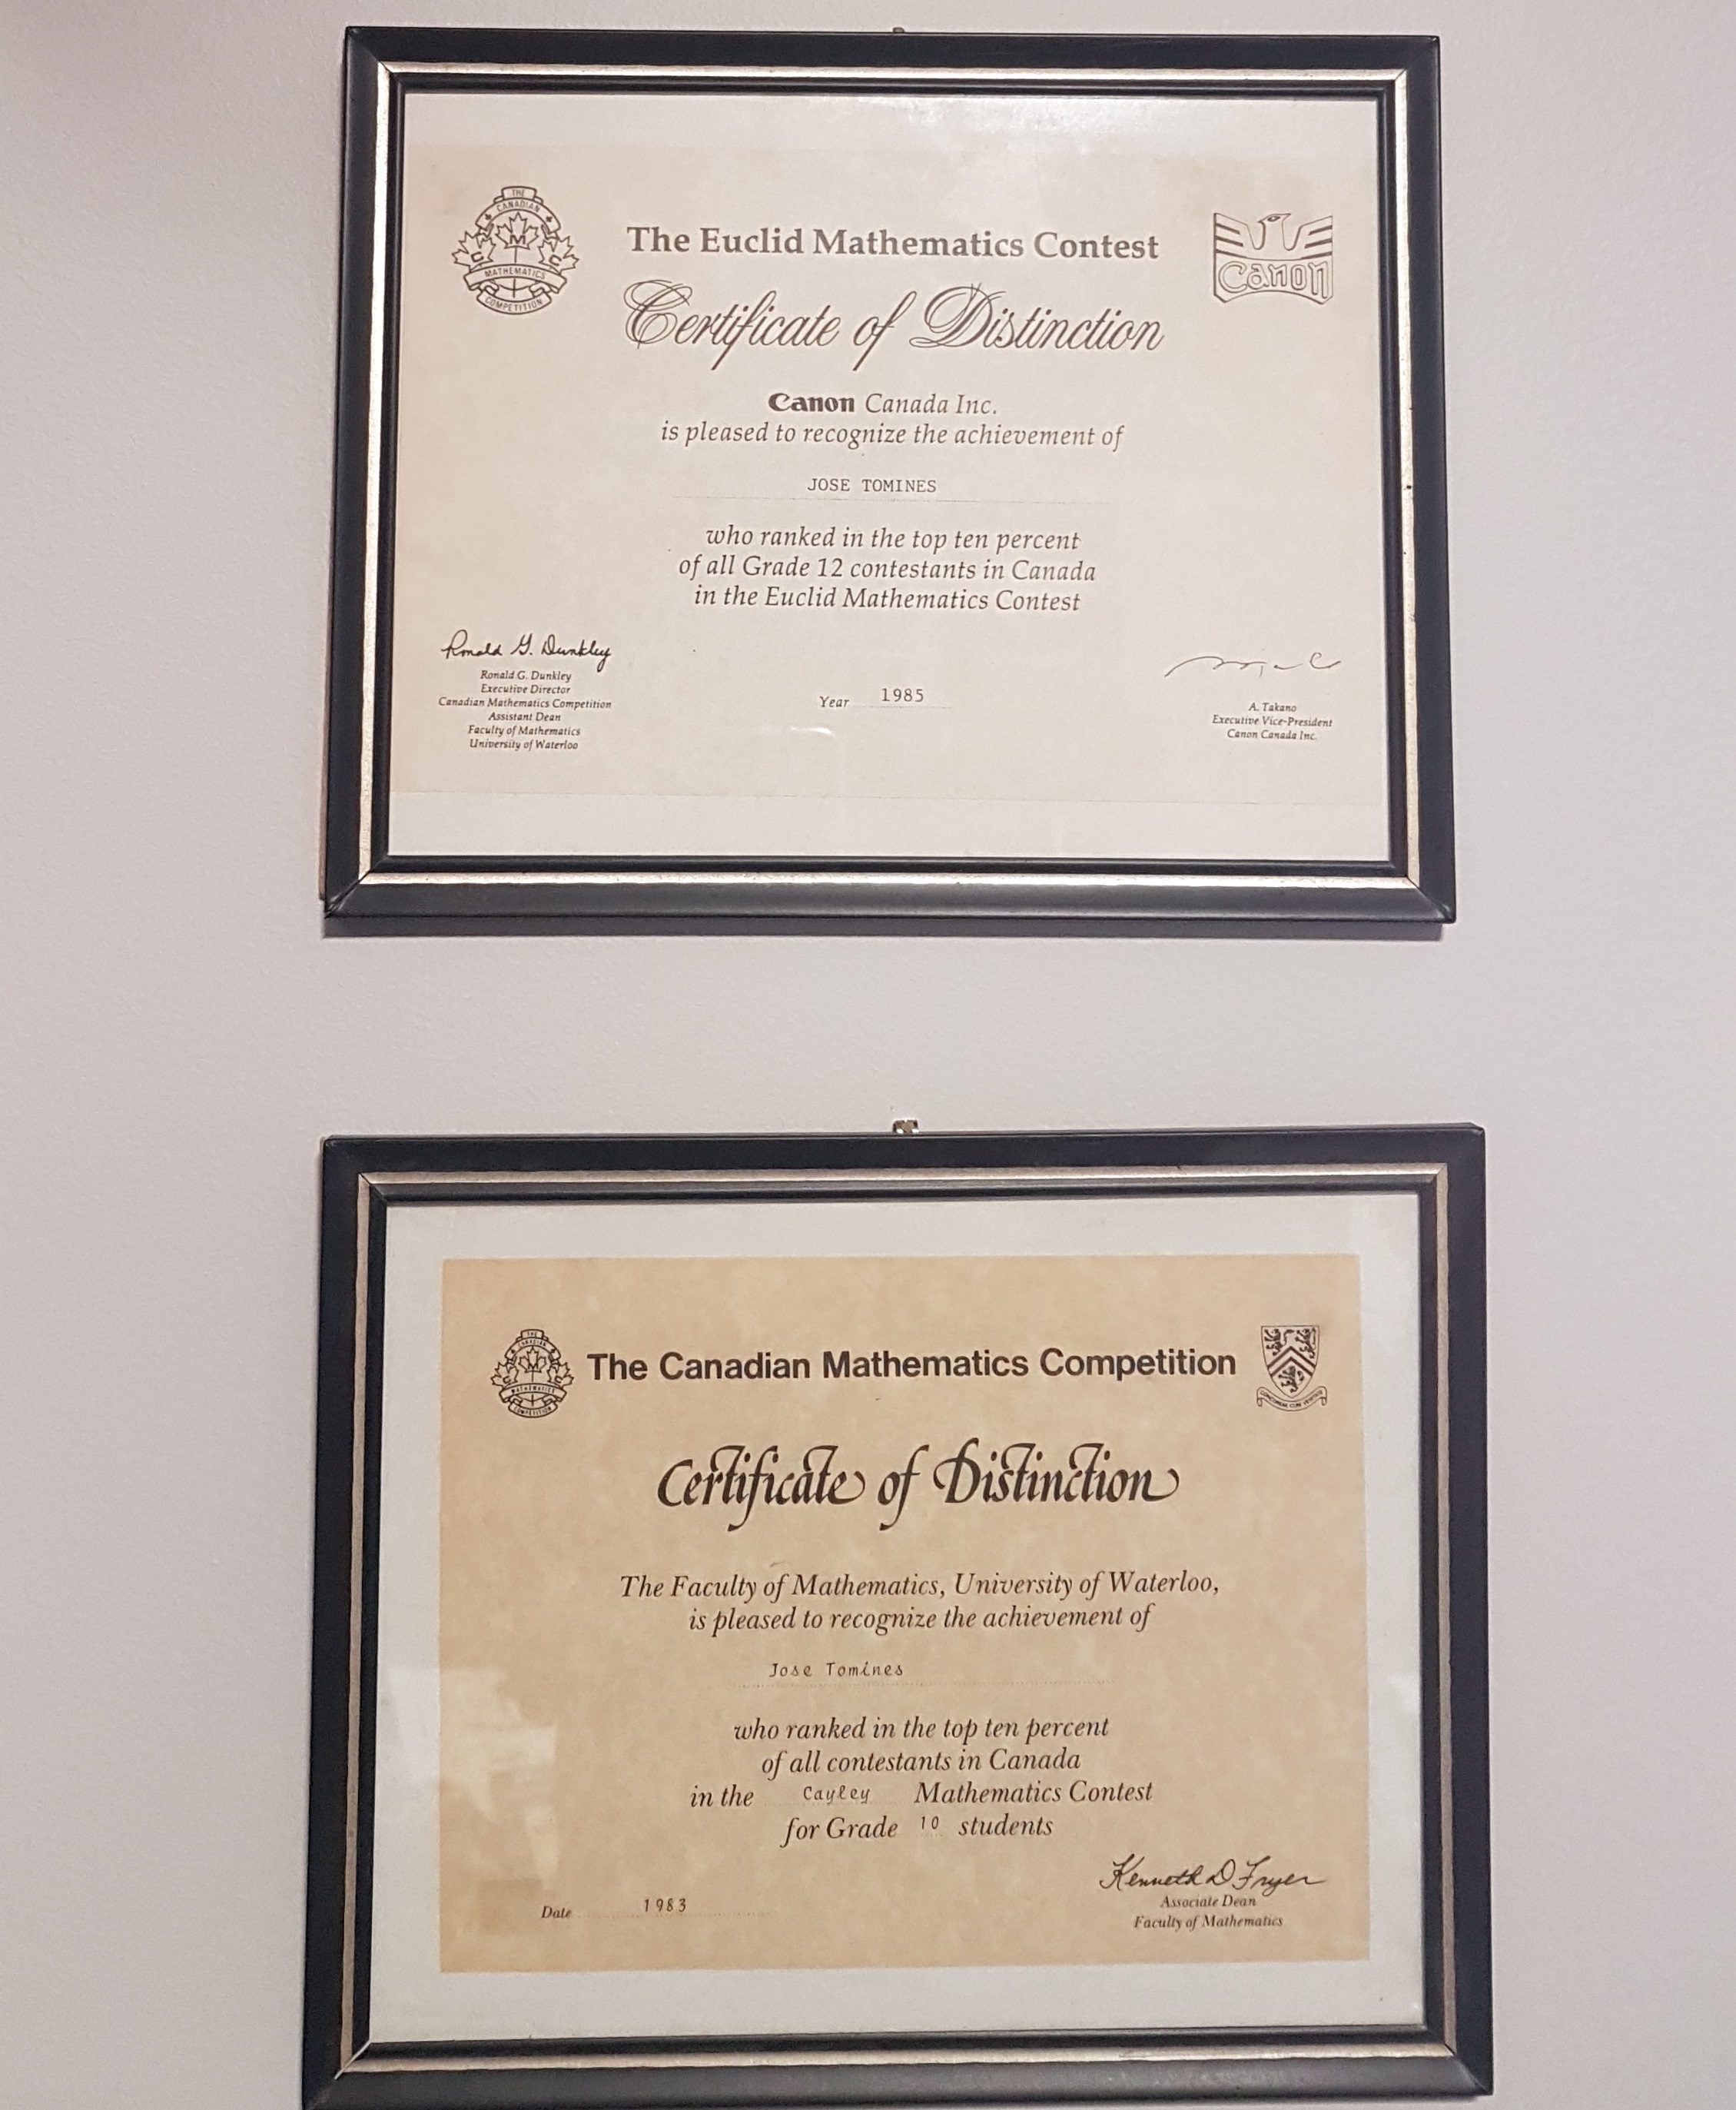 THE
CANADIAN
M
C C
MATHEMATICS
COMPETITION
The Euclid Mathematics Contest
Canon
Certificate of Distinction
Canon Canada Inc.
is pleased to recognize the achievement of
JOSE TOMINES
who ranked in the top ten percent
of all Grade 12 contestants in Canada
in the Euclid Mathematics Contest
Ronald G. Dunkley
Ronald G. Dunkley
Executive Director
Canadian Mathematics Competition
Assistant Dean
Faculty of Mathematics
University of Waterloo
Year 1985
A. Takano
Executive Vice-President
Canon Canada Inc.
THE
CANADIAN
M
C C
MATHEMATICS
COMPETITION
The Canadian Mathematics Competition
CONCORDIA CUM VERITATE
Certificate of Distinction
The Faculty of Mathematics, University of Waterloo,
is pleased to recognize the achievement of
Jose Tomines
who ranked in the top ten percent
of all contestants in Canada
in the Cayley Mathematics Contest
for Grade 10 students
Date 1983
Kenneth D Fryer
Associate Dean
Faculty of Mathematics